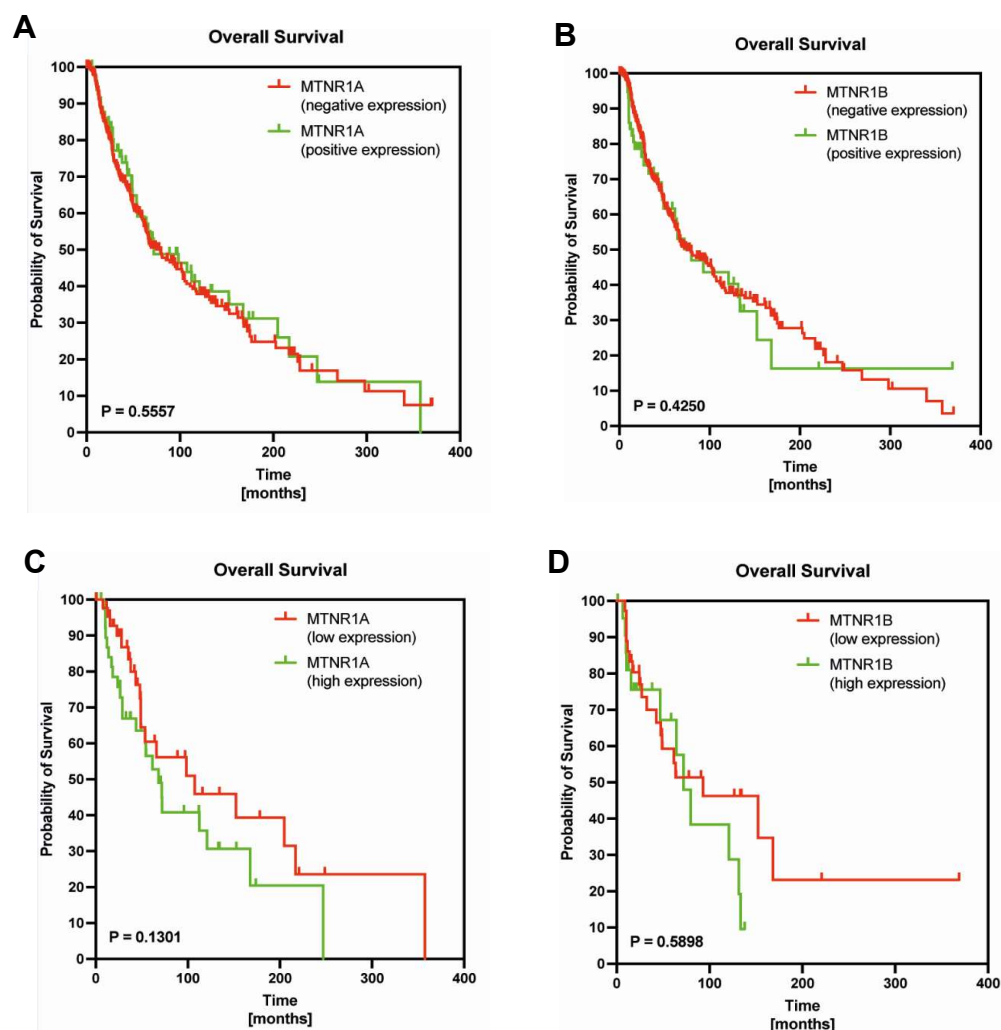 A
Overall Survival
MTNR1A
(negative expression)
MTNR1A
(positive expression)
Probability of Survival
100
90
80
70
60
50
40
30
20
10
0
P = 0.5557
0 100 200 300 400
Time
[months]
B
Overall Survival
MTNR1B
(negative expression)
MTNR1B
(positive expression)
Probability of Survival
100
90
80
70
60
50
40
30
20
10
0
P = 0.4250
0 100 200 300 400
Time
[months]
C
Overall Survival
MTNR1A
(low expression)
MTNR1A
(high expression)
Probability of Survival
100
90
80
70
60
50
40
30
20
10
0
P = 0.1301
0 100 200 300 400
Time
[months]
D
Overall Survival
MTNR1B
(low expression)
MTNR1B
(high expression)
Probability of Survival
100
90
80
70
60
50
40
30
20
10
0
P = 0.5898
0 100 200 300 400
Time
[months]